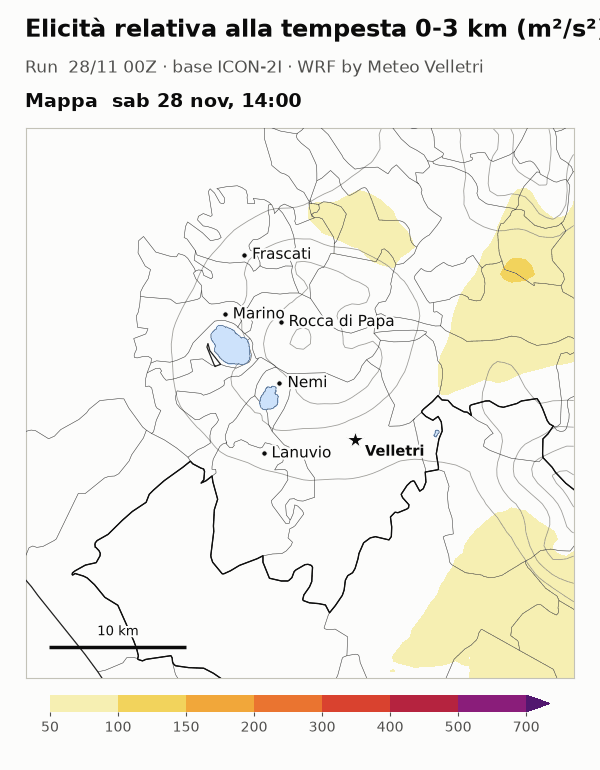 Elicità relativa alla tempesta 0-3 km (m²/s²)
Run 28/11 00Z · base ICON-2I · WRF by Meteo Velletri
Mappa sab 28 nov, 14:00
Frascati
Marino
Rocca di Papa
Nemi
Velletri
Lanuvio
10 km
50 100 150 200 300 400 500 700